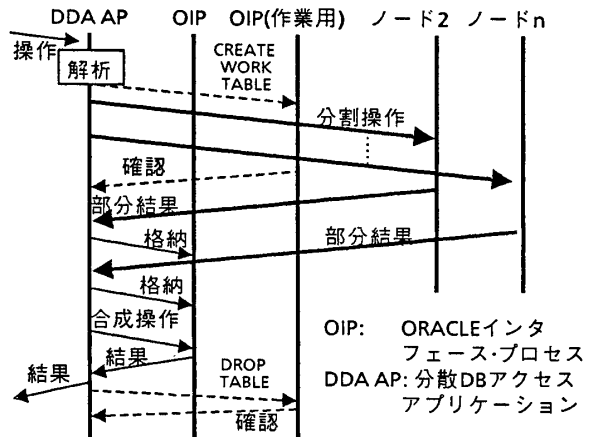 DDA AP OIP OIP(作業用) ノード2 ノードn
操作
解析
CREATE
WORK
TABLE
分割操作
確認
部分結果
格納
部分結果
格納
合成操作
結果
結果
DROP
TABLE
確認
OIP: ORACLEインタ
フェース・プロセス
DDA AP: 分散DBアクセス
アプリケーション